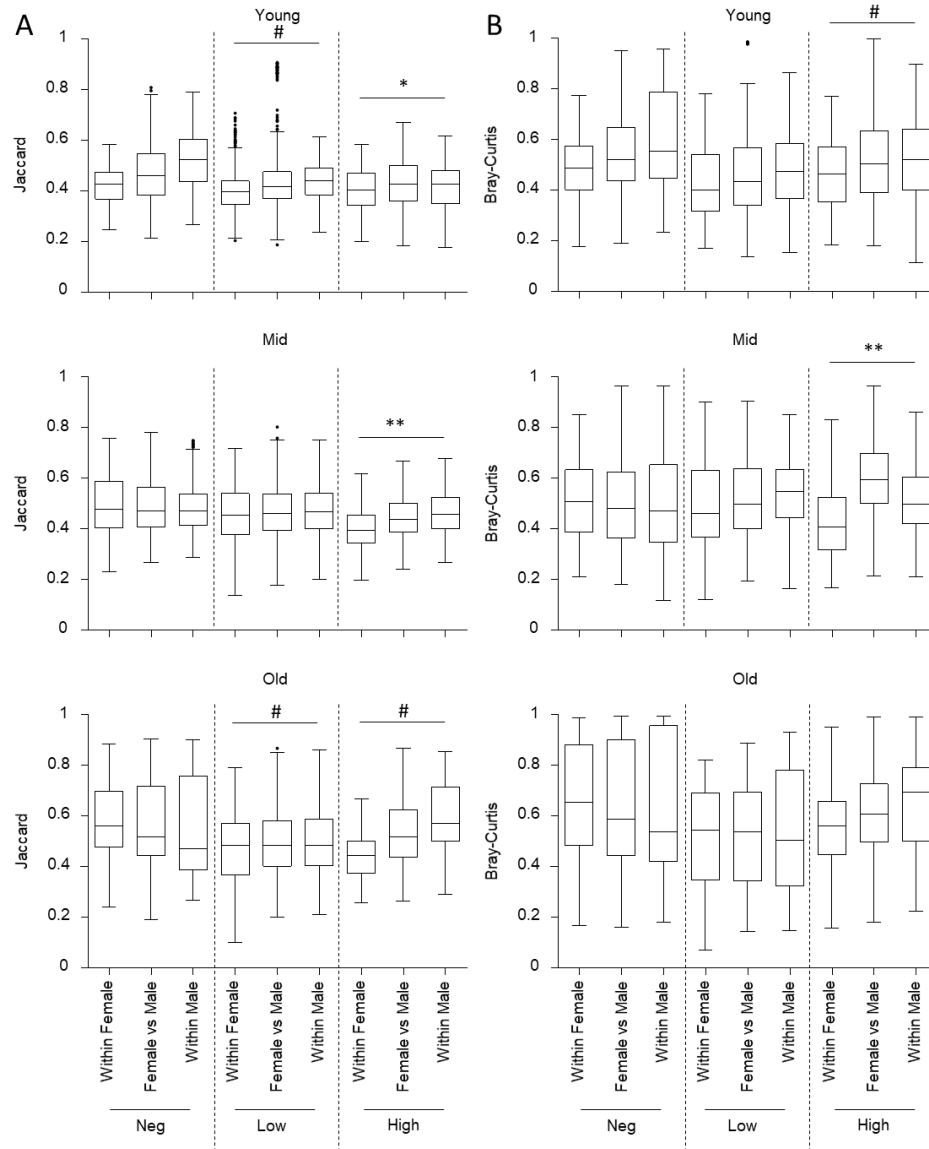 A
Young
B
Young
#
*
#
1
0.8
0.6
0.4
0.2
0
Jaccard
1
0.8
0.6
0.4
0.2
0
Bray-Curtis
Mid
Mid
**
**
1
0.8
0.6
0.4
0.2
0
Jaccard
1
0.8
0.6
0.4
0.2
0
Bray-Curtis
Old
Old
#
#
1
0.8
0.6
0.4
0.2
0
Jaccard
1
0.8
0.6
0.4
0.2
0
Bray-Curtis
Within Female
Female vs Male
Within Male
Within Female
Female vs Male
Within Male
Within Female
Female vs Male
Within Male
Neg
Low
High
Within Female
Female vs Male
Within Male
Within Female
Female vs Male
Within Male
Within Female
Female vs Male
Within Male
Neg
Low
High